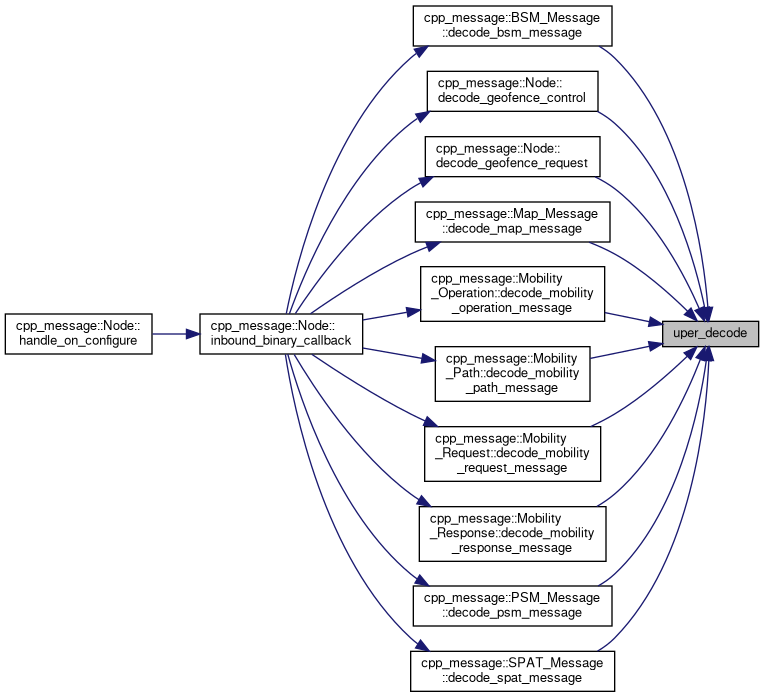 cpp_message::BSM_Message
::decode_bsm_message
cpp_message::Node::
decode_geofence_control
cpp_message::Node::
decode_geofence_request
cpp_message::Map_Message
::decode_map_message
cpp_message::Mobility
_Operation::decode_mobility
_operation_message
cpp_message::Node::
handle_on_configure
cpp_message::Node::
inbound_binary_callback
uper_decode
cpp_message::Mobility
_Path::decode_mobility
_path_message
cpp_message::Mobility
_Request::decode_mobility
_request_message
cpp_message::Mobility
_Response::decode_mobility
_response_message
cpp_message::PSM_Message
::decode_psm_message
cpp_message::SPAT_Message
::decode_spat_message